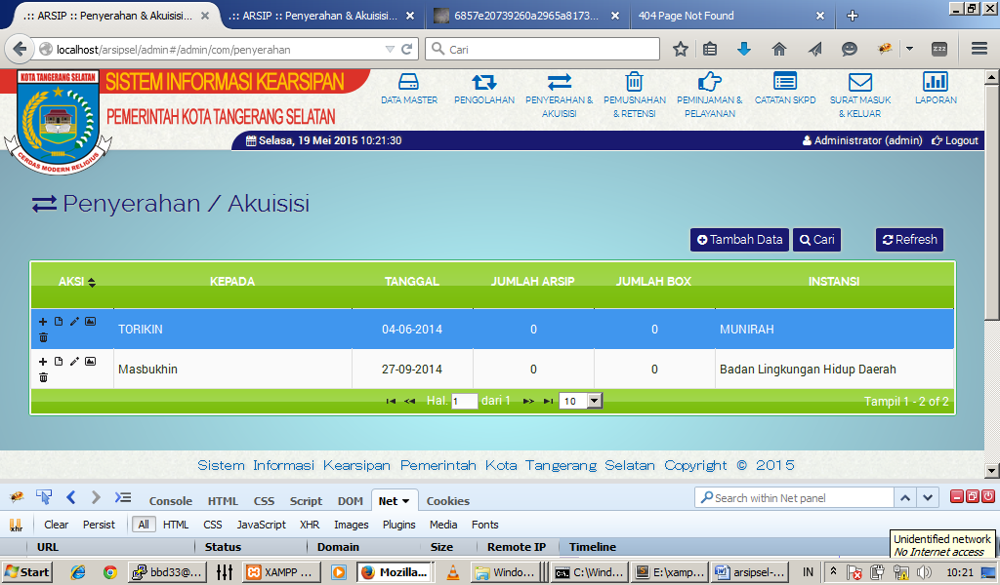 .:: ARSIP :: Penyerahan & Akuisisi...
.:: ARSIP :: Penyerahan & Akuisisi...
6857e20739260a2965a8173...
404 Page Not Found
localhost/arsipsel/admin#/admin/com/penyerahan
Cari
KOTA TANGERANG SELATAN
CERDAS MODERN RELIGIUS
SISTEM INFORMASI KEARSIPAN
PEMERINTAH KOTA TANGERANG SELATAN
DATA MASTER
PENGOLAHAN
PENYERAHAN &
AKUISISI
PEMUSNAHAN
& RETENSI
PEMINJAMAN &
PELAYANAN
CATATAN SKPD
SURAT MASUK
& KELUAR
LAPORAN
Selasa, 19 Mei 2015 10:21:30
Administrator (admin) Logout
Penyerahan / Akuisisi
Tambah Data Cari Refresh
AKSI KEPADA TANGGAL JUMLAH ARSIP JUMLAH BOX INSTANSI
TORIKIN 04-06-2014 0 0 MUNIRAH
Masbukhin 27-09-2014 0 0 Badan Lingkungan Hidup Daerah
Hal. 1 dari 1 10 Tampil 1 - 2 of 2
Sistem Informasi Kearsipan Pemerintah Kota Tangerang Selatan Copyright © 2015
Console HTML CSS Script DOM Net Cookies Search within Net panel
xhr Clear Persist All HTML CSS JavaScript XHR Images Plugins Media Fonts
URL Status Domain Size Remote IP Timeline
Unidentified network
No Internet access
Start bbd33@... XAMPP ... Mozilla... Windo... C:\Wind... E:\xamp... arsipsel-... IN 10:21